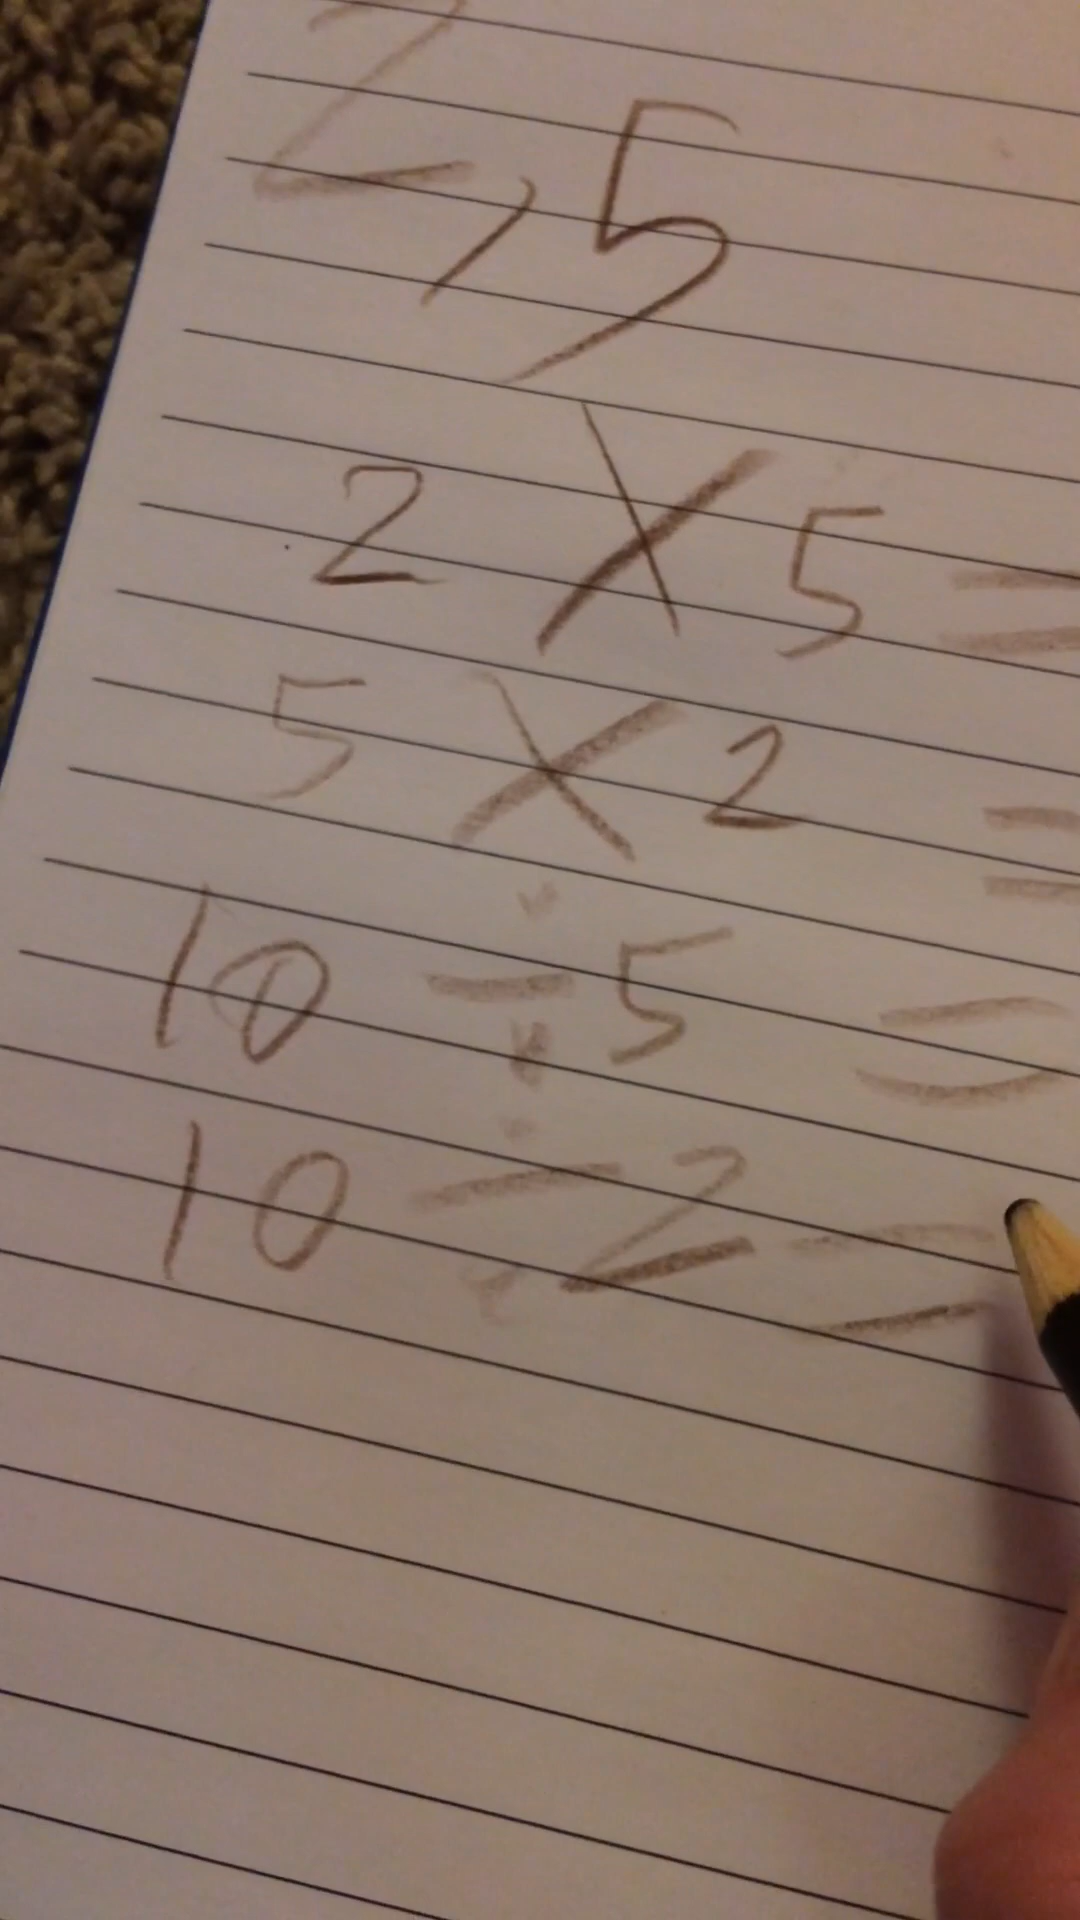 2,5
2 X 5 =
5 X 2 =
10 ÷ 5 =
10 ÷ 2 =